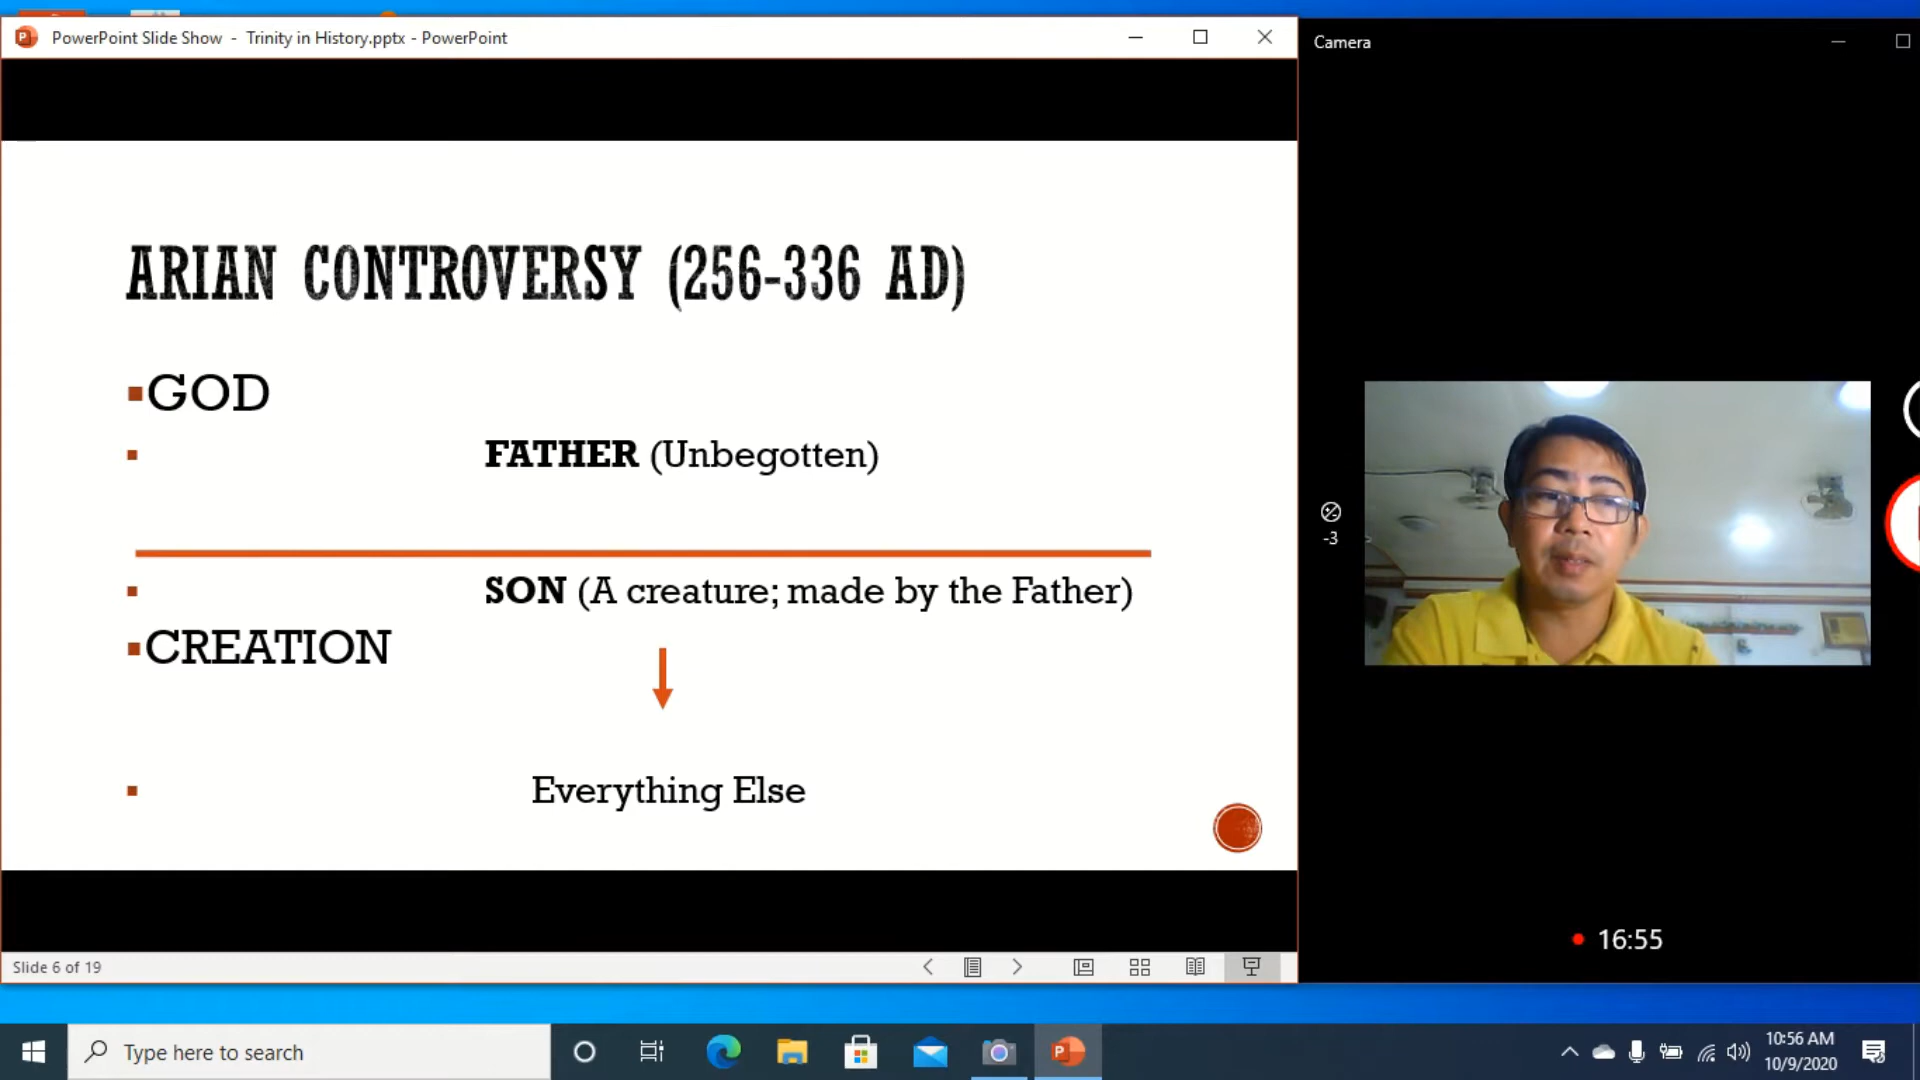 PowerPoint Slide Show - Trinity in History.pptx - PowerPoint
Camera
ARIAN CONTROVERSY (256-336 AD)
GOD
FATHER (Unbegotten)
SON (A creature; made by the Father)
CREATION
Everything Else
-3
16:55
Slide 6 of 19
Type here to search
10:56 AM
10/9/2020